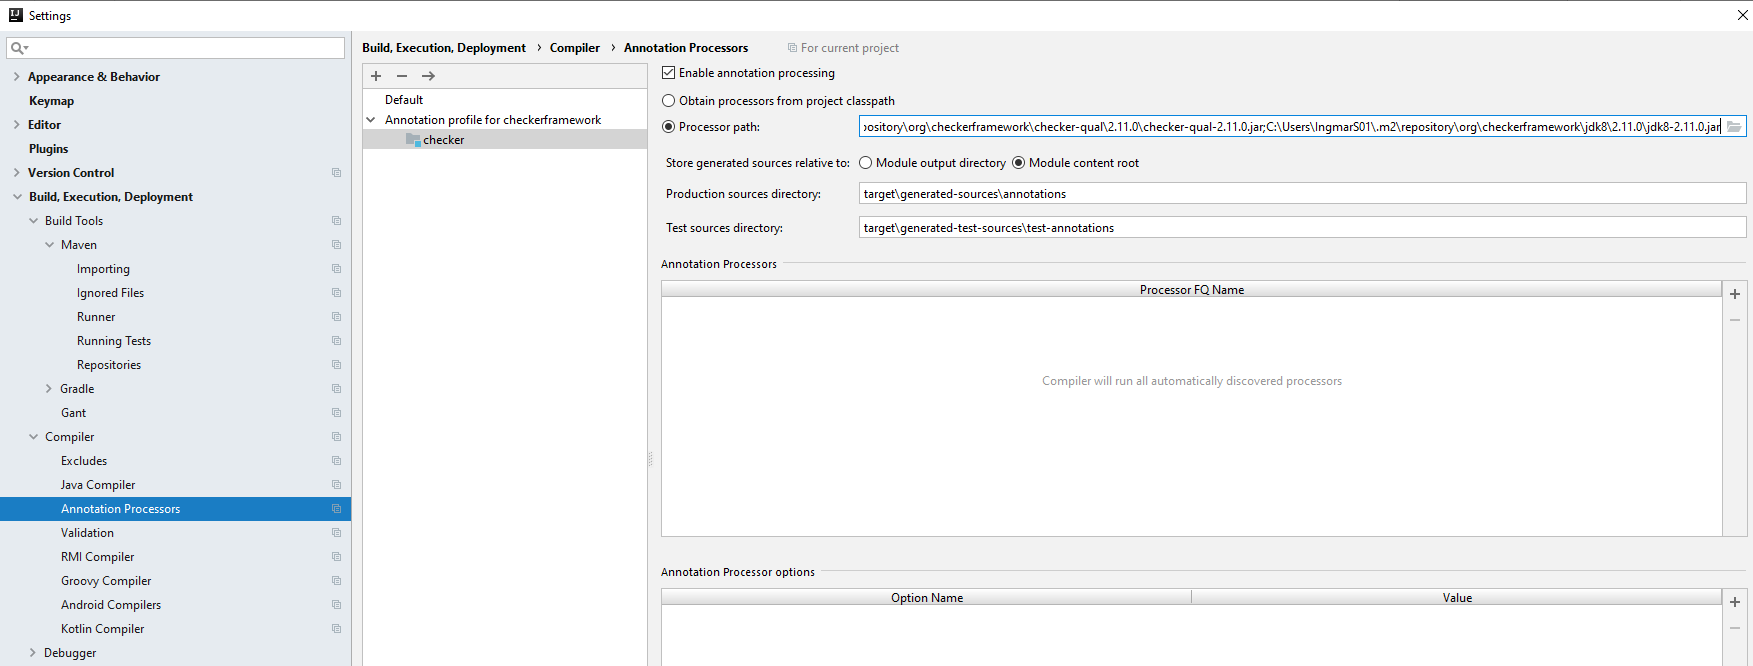 Settings
Appearance & Behavior
Keymap
Editor
Plugins
Version Control
Build, Execution, Deployment
Build Tools
Maven
Importing
Ignored Files
Runner
Running Tests
Repositories
Gradle
Gant
Compiler
Excludes
Java Compiler
Annotation Processors
Validation
RMI Compiler
Groovy Compiler
Android Compilers
Kotlin Compiler
Debugger
Build, Execution, Deployment › Compiler › Annotation Processors For current project
Default
Annotation profile for checkerframework
checker
Enable annotation processing
Obtain processors from project classpath
Processor path: ository\org\checkerframework\checker-qual\2.11.0\checker-qual-2.11.0.jar;C:\Users\IngmarS01\.m2\repository\org\checkerframework\jdk8\2.11.0\jdk8-2.11.0.jar
Store generated sources relative to: Module output directory Module content root
Production sources directory: target\generated-sources\annotations
Test sources directory: target\generated-test-sources\test-annotations
Annotation Processors
Processor FQ Name
Compiler will run all automatically discovered processors
Annotation Processor options
Option Name Value